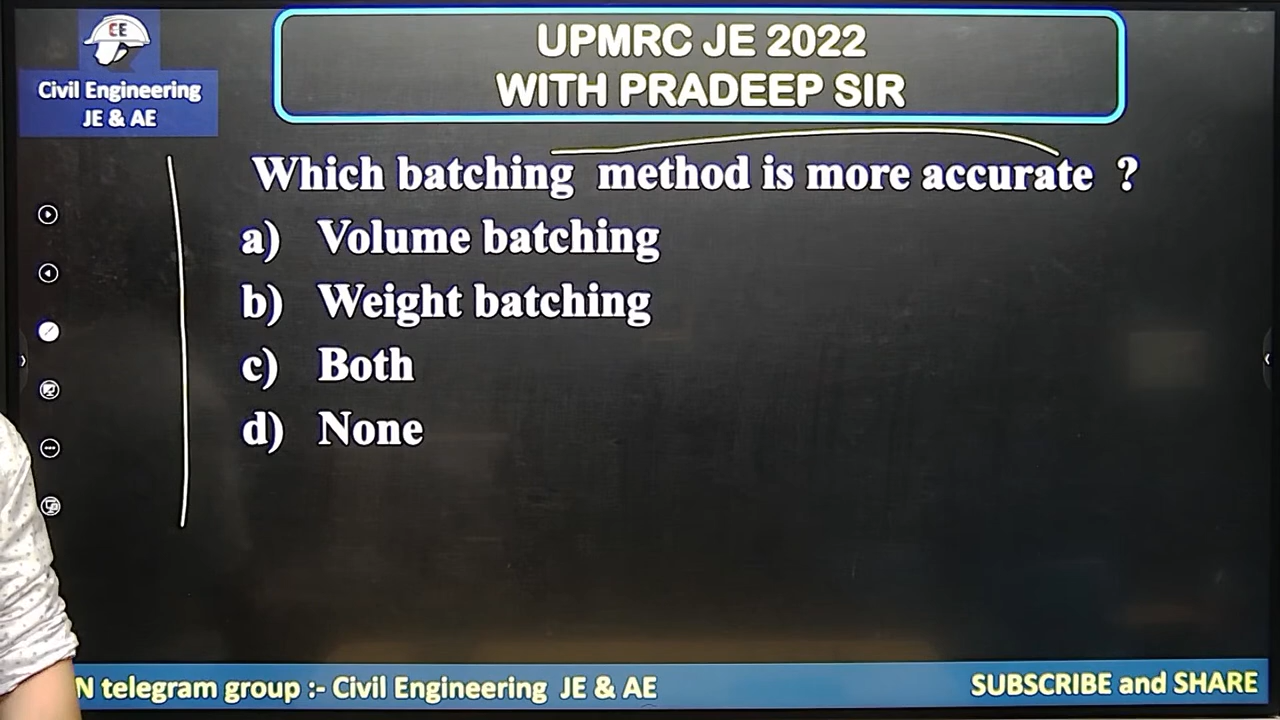 EE
Civil Engineering
JE & AE
UPMRC JE 2022
WITH PRADEEP SIR
Which batching method is more accurate ?
a) Volume batching
b) Weight batching
c) Both
d) None
N telegram group :- Civil Engineering JE & AE
SUBSCRIBE and SHARE